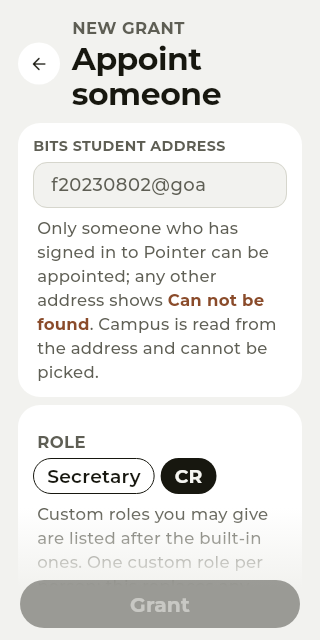 NEW GRANT
Appoint
someone
BITS STUDENT ADDRESS
f20230802@goa
Only someone who has
signed in to Pointer can be
appointed; any other
address shows Can not be
found. Campus is read from
the address and cannot be
picked.
ROLE
Secretary CR
Custom roles you may give
are listed after the built-in
ones. One custom role per
Grant